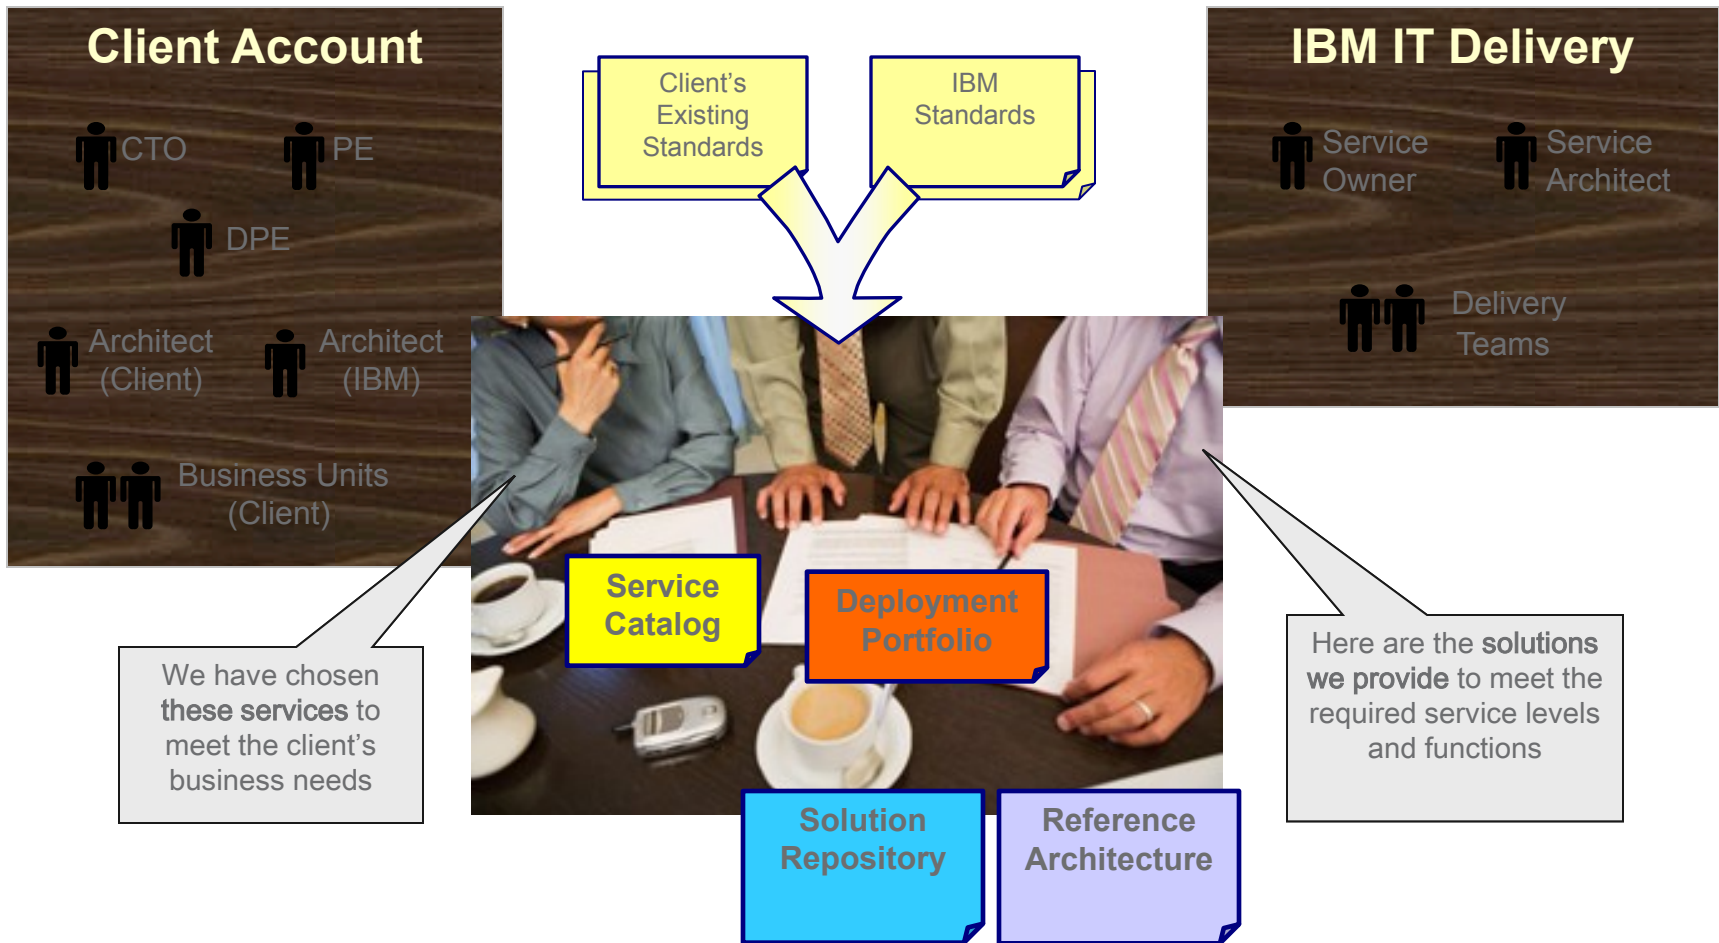 Client Account
CTO
PE
DPE
Architect
(Client)
Architect
(IBM)
Business Units
(Client)
Client’s
Existing
Standards
IBM
Standards
IBM IT Delivery
Service
Owner
Service
Architect
Delivery
Teams
Service
Catalog
Deployment
Portfolio
We have chosen
these services to
meet the client’s
business needs
Here are the solutions
we provide to meet the
required service levels
and functions
Solution
Repository
Reference
Architecture